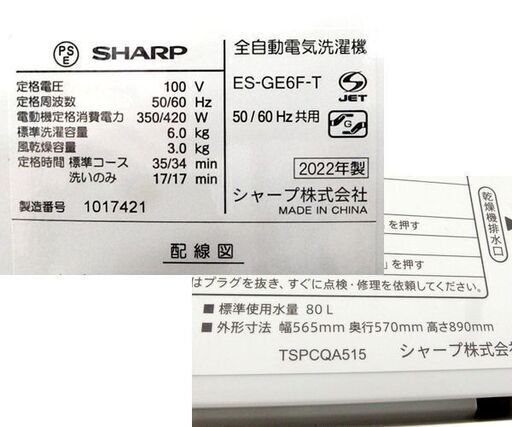 PS E SHARP 全自動電気洗濯機
定格電圧 100 V ES-GE6F-T S JET
定格周波数 50/60 Hz
電動機定格消費電力 350/420 W 50/60Hz共用
標準洗濯容量 6.0 kg
風乾燥容量 3.0 kg
定格時間 標準コース 35/34 min 2022年製
洗いのみ 17/17 min シャープ株式会社
製造番号 1017421 MADE IN CHINA
配線図
乾燥機排水口
を押す
」を押す
はプラグを抜き、すぐに点検・修理を依頼してください。
■ 標準使用水量 80L
■ 外形寸法 幅565mm 奥行570mm 高さ890mm
TSPCQA515 シャープ株式会